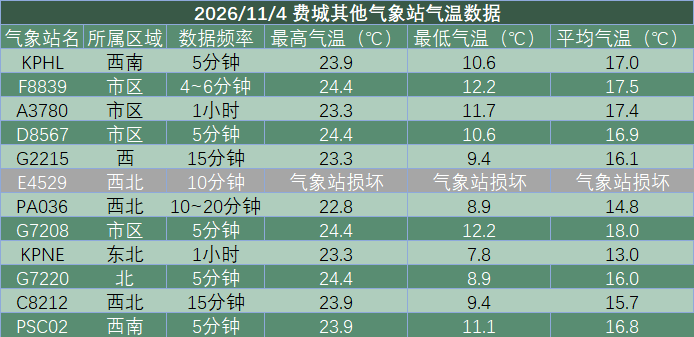 2026/11/4 费城其他气象站气温数据
气象站名 所属区域 数据频率 最高气温（℃） 最低气温（℃） 平均气温（℃）
KPHL 西南 5分钟 23.9 10.6 17.0
F8839 市区 4~6分钟 24.4 12.2 17.5
A3780 市区 1小时 23.3 11.7 17.4
D8567 市区 5分钟 24.4 10.6 16.9
G2215 西 15分钟 23.3 9.4 16.1
E4529 西北 10分钟 气象站损坏 气象站损坏 气象站损坏
PA036 西北 10~20分钟 22.8 8.9 14.8
G7208 市区 5分钟 24.4 12.2 18.0
KPNE 东北 1小时 23.3 7.8 13.0
G7220 北 5分钟 24.4 8.9 16.0
C8212 西北 15分钟 23.9 9.4 15.7
PSC02 西南 5分钟 23.9 11.1 16.8